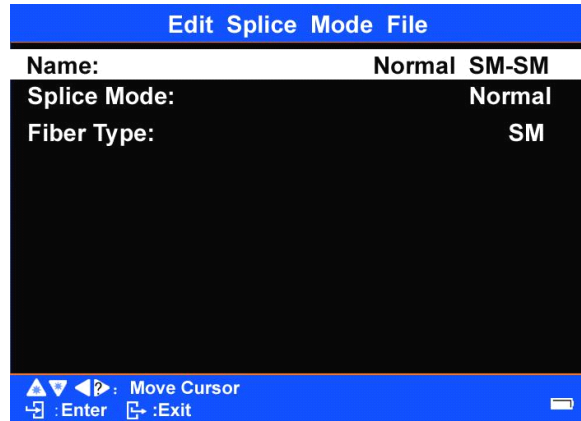 Edit Splice Mode File
Name: Normal SM-SM
Splice Mode: Normal
Fiber Type: SM
?: Move Cursor
:Enter :Exit